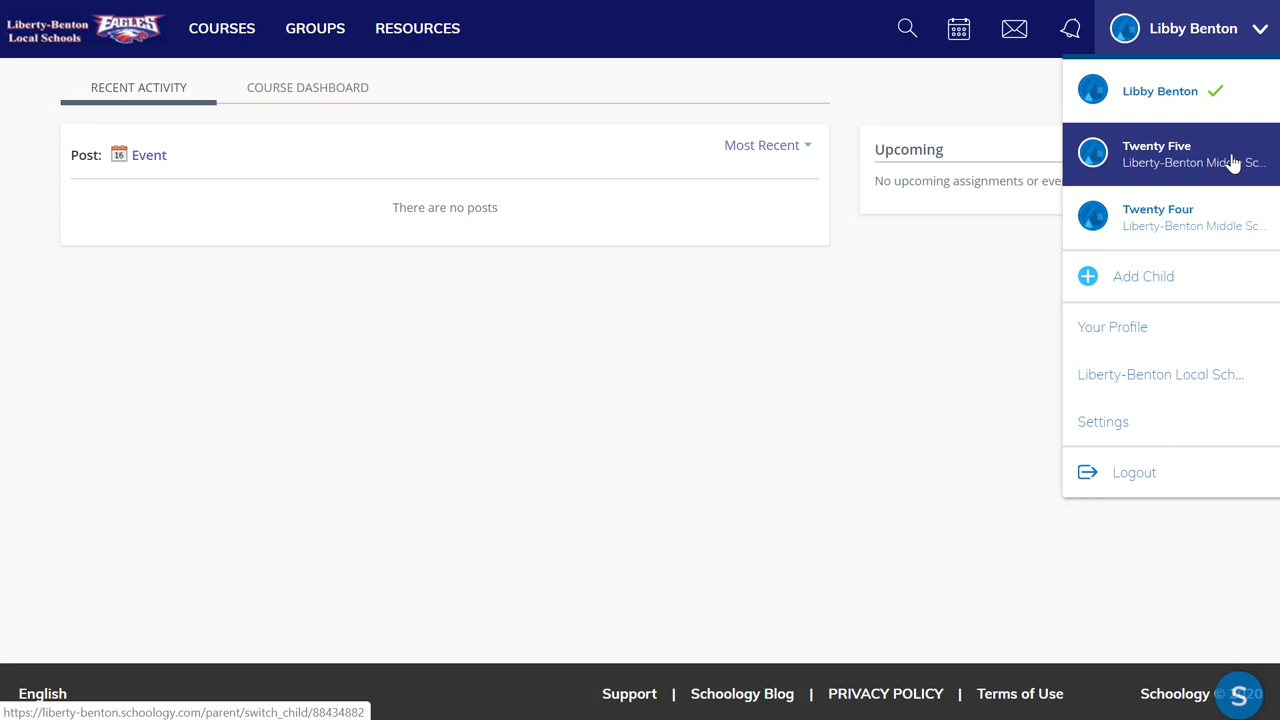 Liberty-Benton
Local Schools
EAGLES
COURSES
GROUPS
RESOURCES
Libby Benton
RECENT ACTIVITY
COURSE DASHBOARD
Post:
16
Event
Most Recent
There are no posts
Upcoming
No upcoming assignments or eve
Libby Benton
Twenty Five
Liberty-Benton Middle Sc...
Twenty Four
Liberty-Benton Middle Sc...
Add Child
Your Profile
Liberty-Benton Local Sch...
Settings
Logout
English
Support | Schoology Blog | PRIVACY POLICY | Terms of Use
Schoology © 2020
S
https://liberty-benton.schoology.com/parent/switch_child/88434882